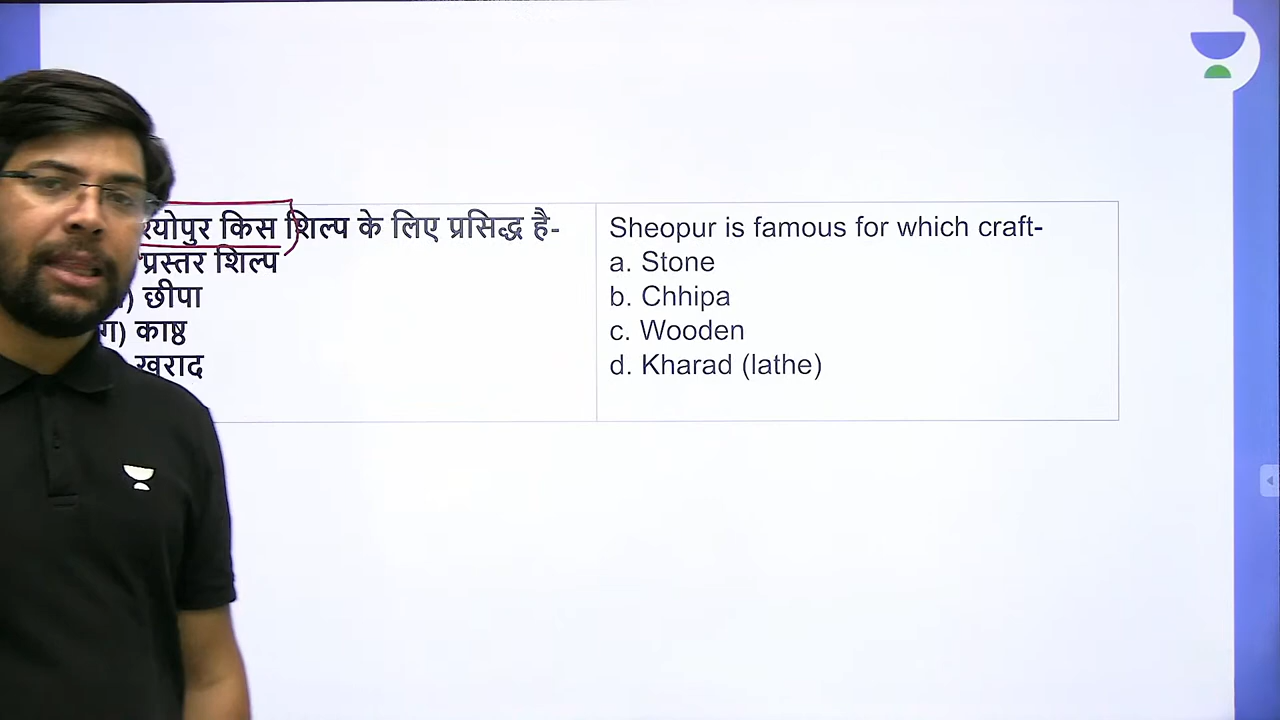 किस शिल्प के लिए प्रसिद्ध है-
प्रस्तर शिल्प
) छीपा
ग) काष्ठ
खराद
Sheopur is famous for which craft-
a. Stone
b. Chhipa
c. Wooden
d. Kharad (lathe)